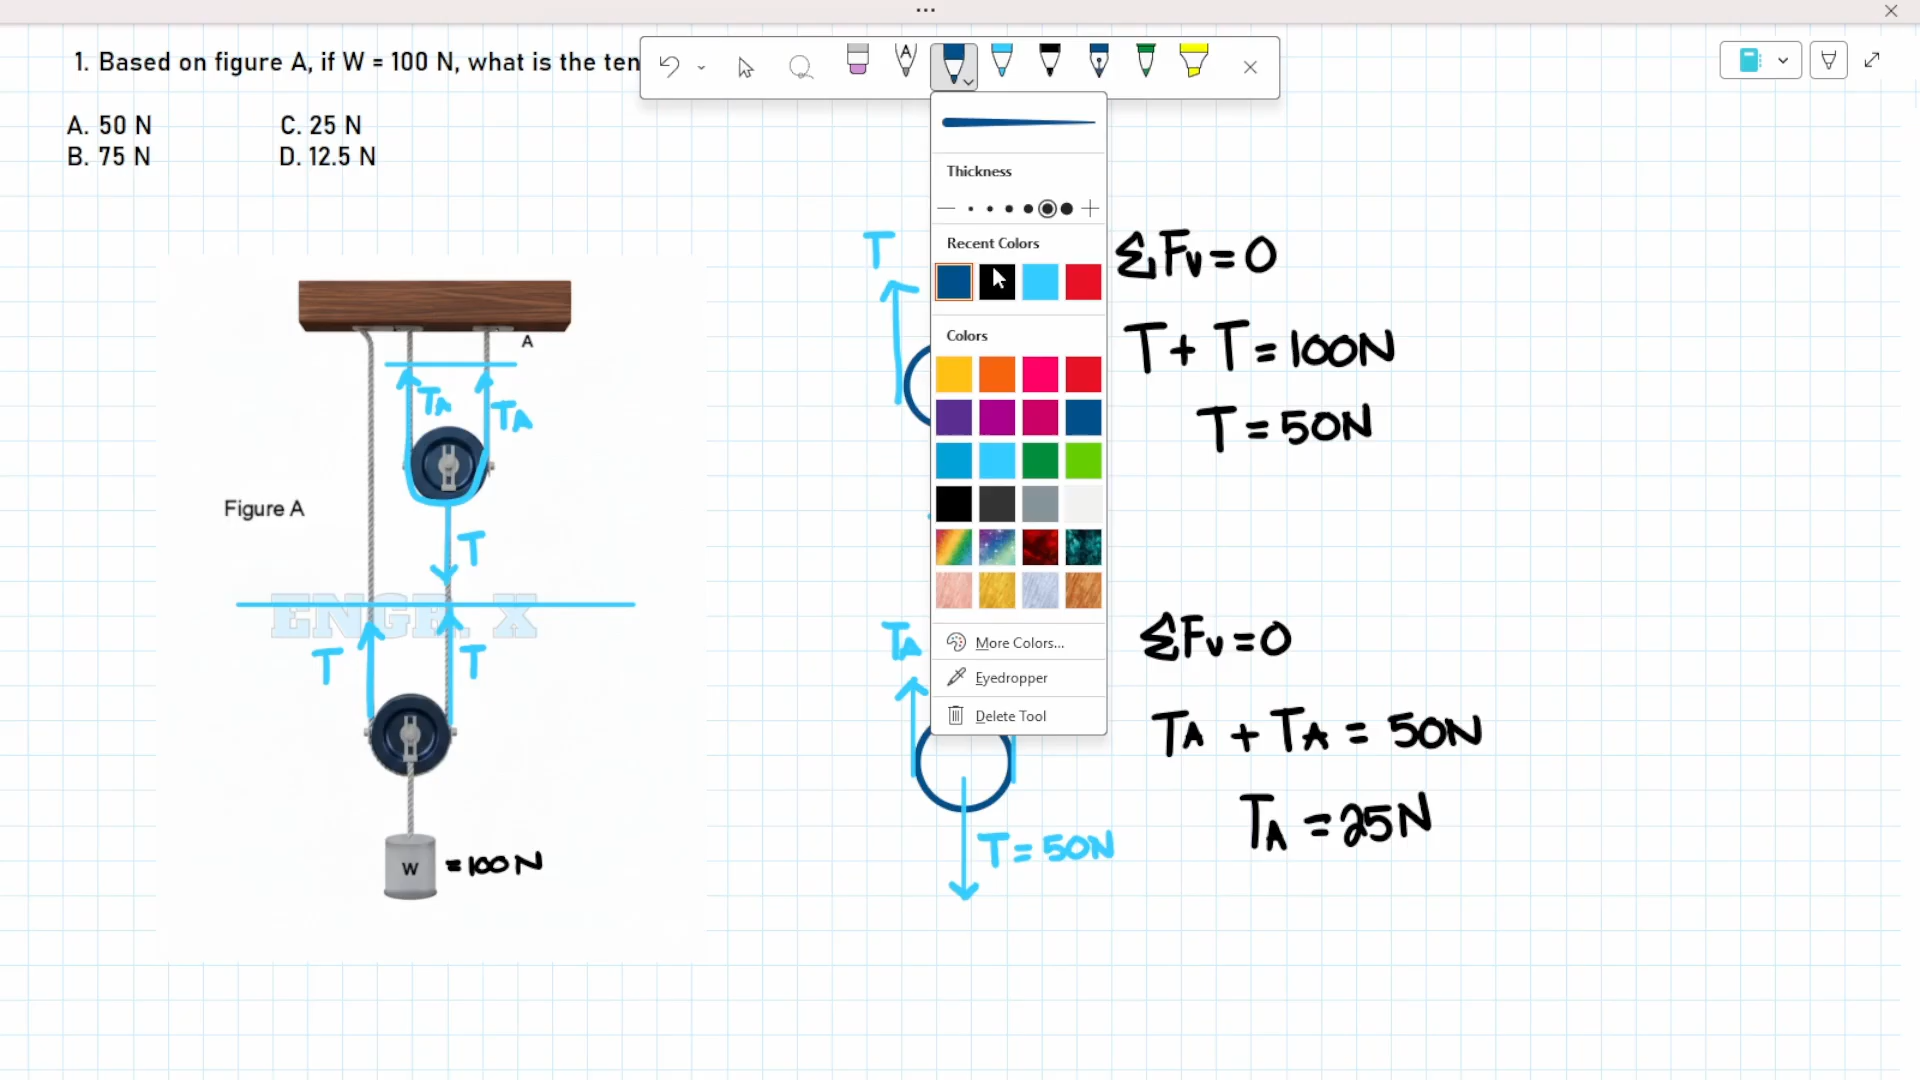 1. Based on figure A, if W = 100 N, what is the ten
A. 50 N
B. 75 N
C. 25 N
D. 12.5 N
A
TA
TA
Figure A
T
ENGR. X
T
T
W
= 100 N
Thickness
Recent Colors
Colors
More Colors...
Eyedropper
Delete Tool
T
ΣFv = 0
T + T = 100N
T = 50N
TA
ΣFv = 0
TA + TA = 50N
TA = 25N
T = 50N